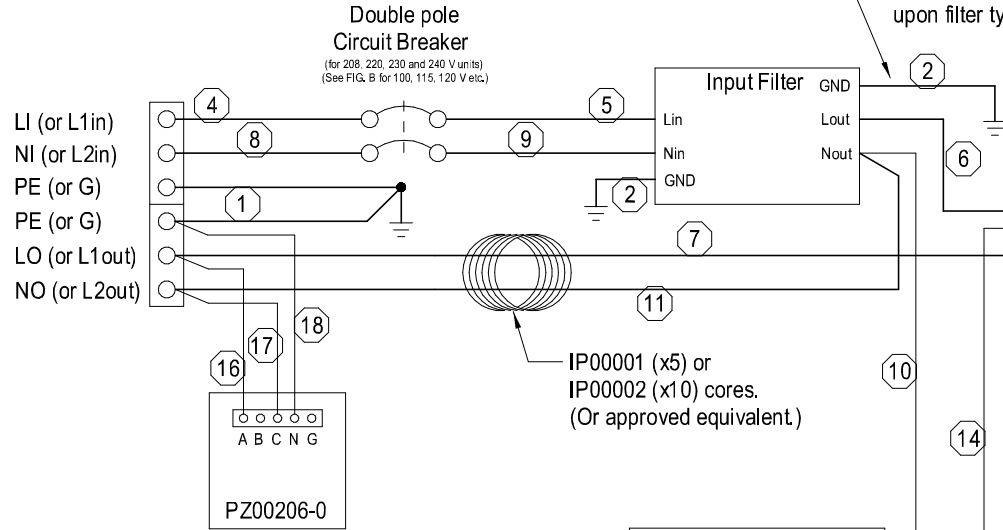 Double pole
Circuit Breaker
(for 208, 220, 230 and 240 V units)
(See FIG. B for 100, 115, 120 V etc.)
upon filter ty
LI (or L1in)
NI (or L2in)
PE (or G)
PE (or G)
LO (or L1out)
NO (or L2out)
4
8
1
5
9
2
Input Filter
GND
Lin
Lout
Nin
Nout
GND
2
6
7
11
18
17
16
10
14
IP00001 (x5) or
IP00002 (x10) cores.
(Or approved equivalent.)
A B C N G
PZ00206-0